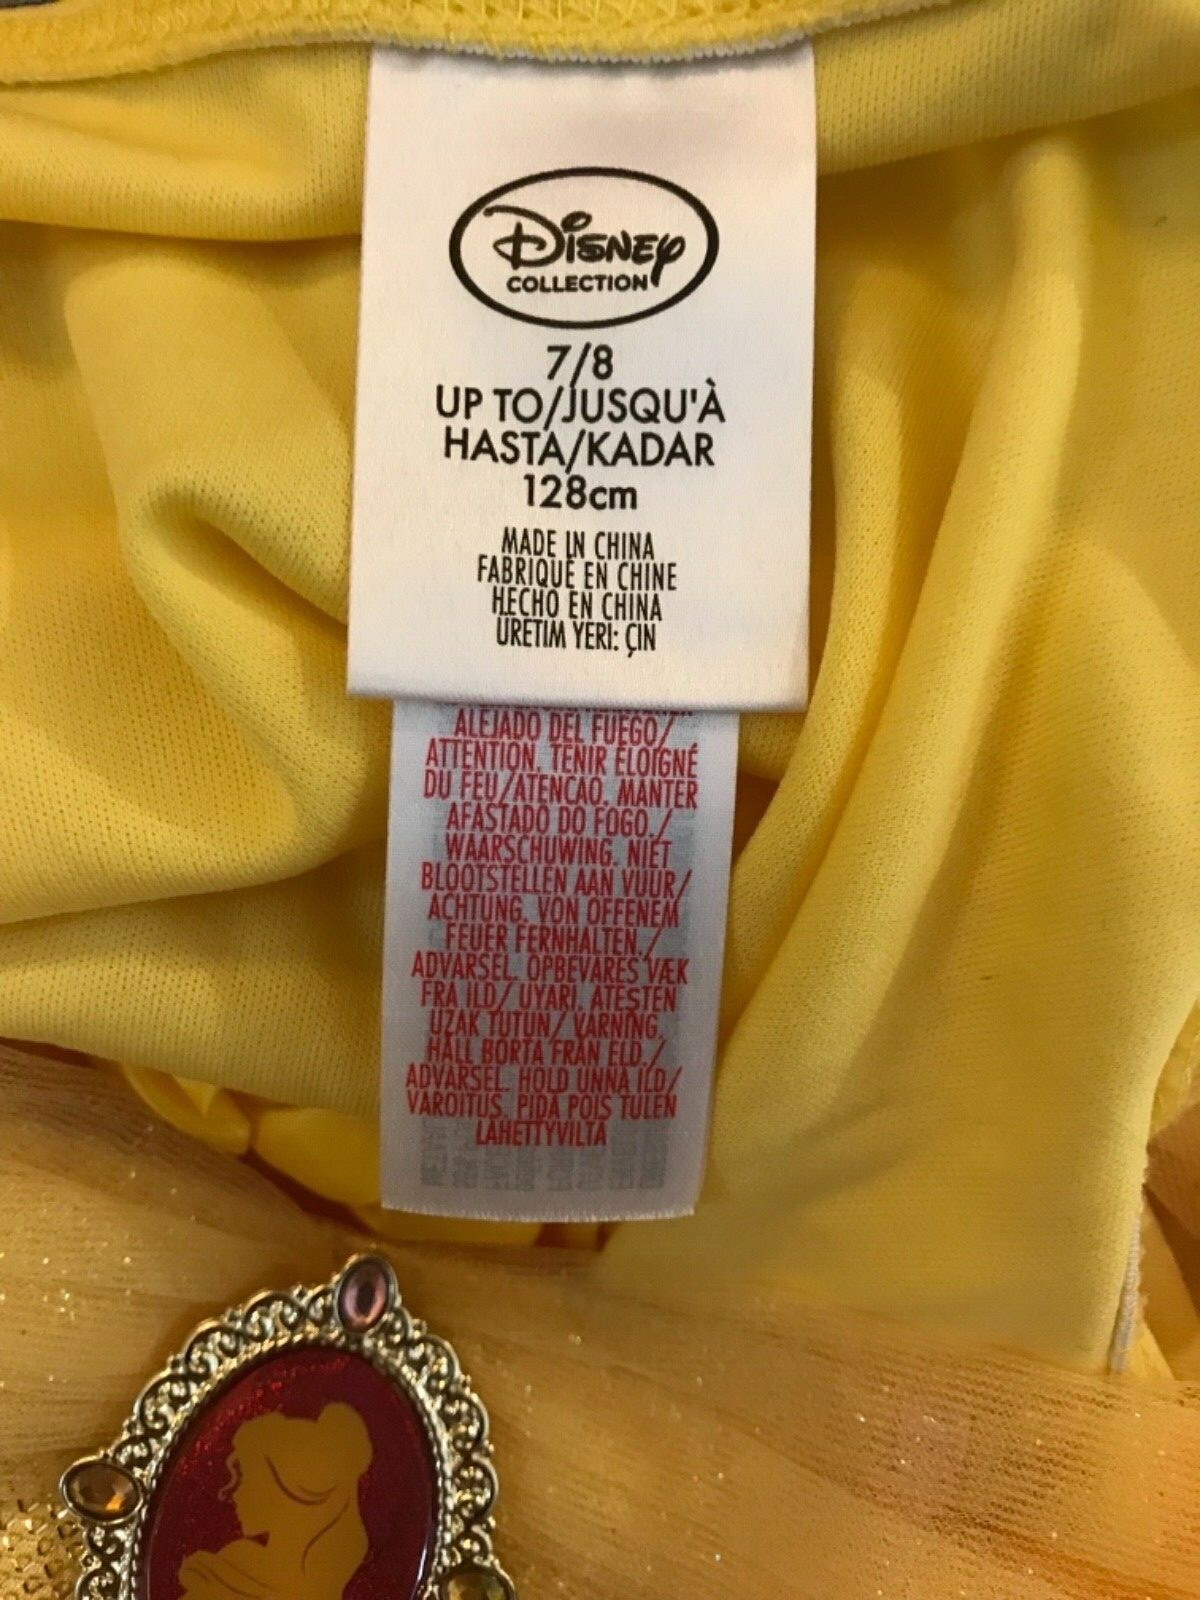 Disney
COLLECTION
7/8
UP TO/JUSQU'À
HASTA/KADAR
128cm
MADE IN CHINA
FABRIQUÉ EN CHINE
HECHO EN CHINA
ÜRETIM YERI: ÇIN
ALEJADO DEL FUEGO/
ATTENTION. TENIR ÉLOIGNÉ
DU FEU/ATENCAO. MANTER
AFASTADO DO FOGO./
WAARSCHUWING. NIET
BLOOTSTELLEN AAN VUUR/
ACHTUNG. VON OFFENEM
FEUER FERNHALTEN./
ADVARSEL. OPBEVARES VÆK
FRA ILD/ UYARI. ATEŞTEN
UZAK TUTUN/ VARNING.
HÅLL BORTA FRÅN ELD./
ADVARSEL. HOLD UNNA ILD/
VAROITUS. PIDA POIS TULEN
LAHETTYVILTA